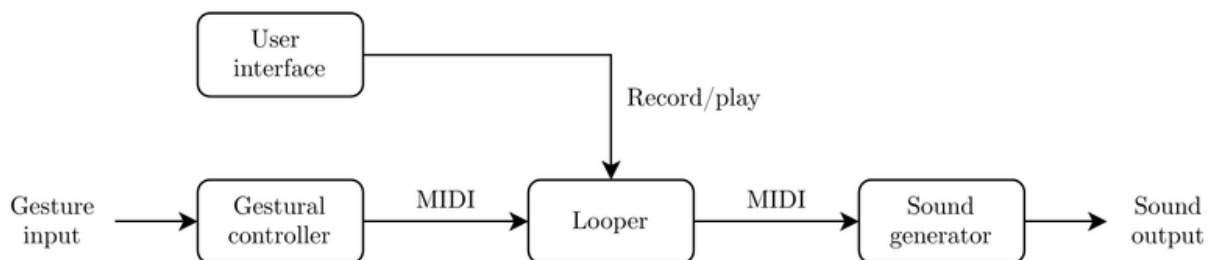 User
interface
Record/play
Gesture
input
Gestural
controller
MIDI
Looper
MIDI
Sound
generator
Sound
output